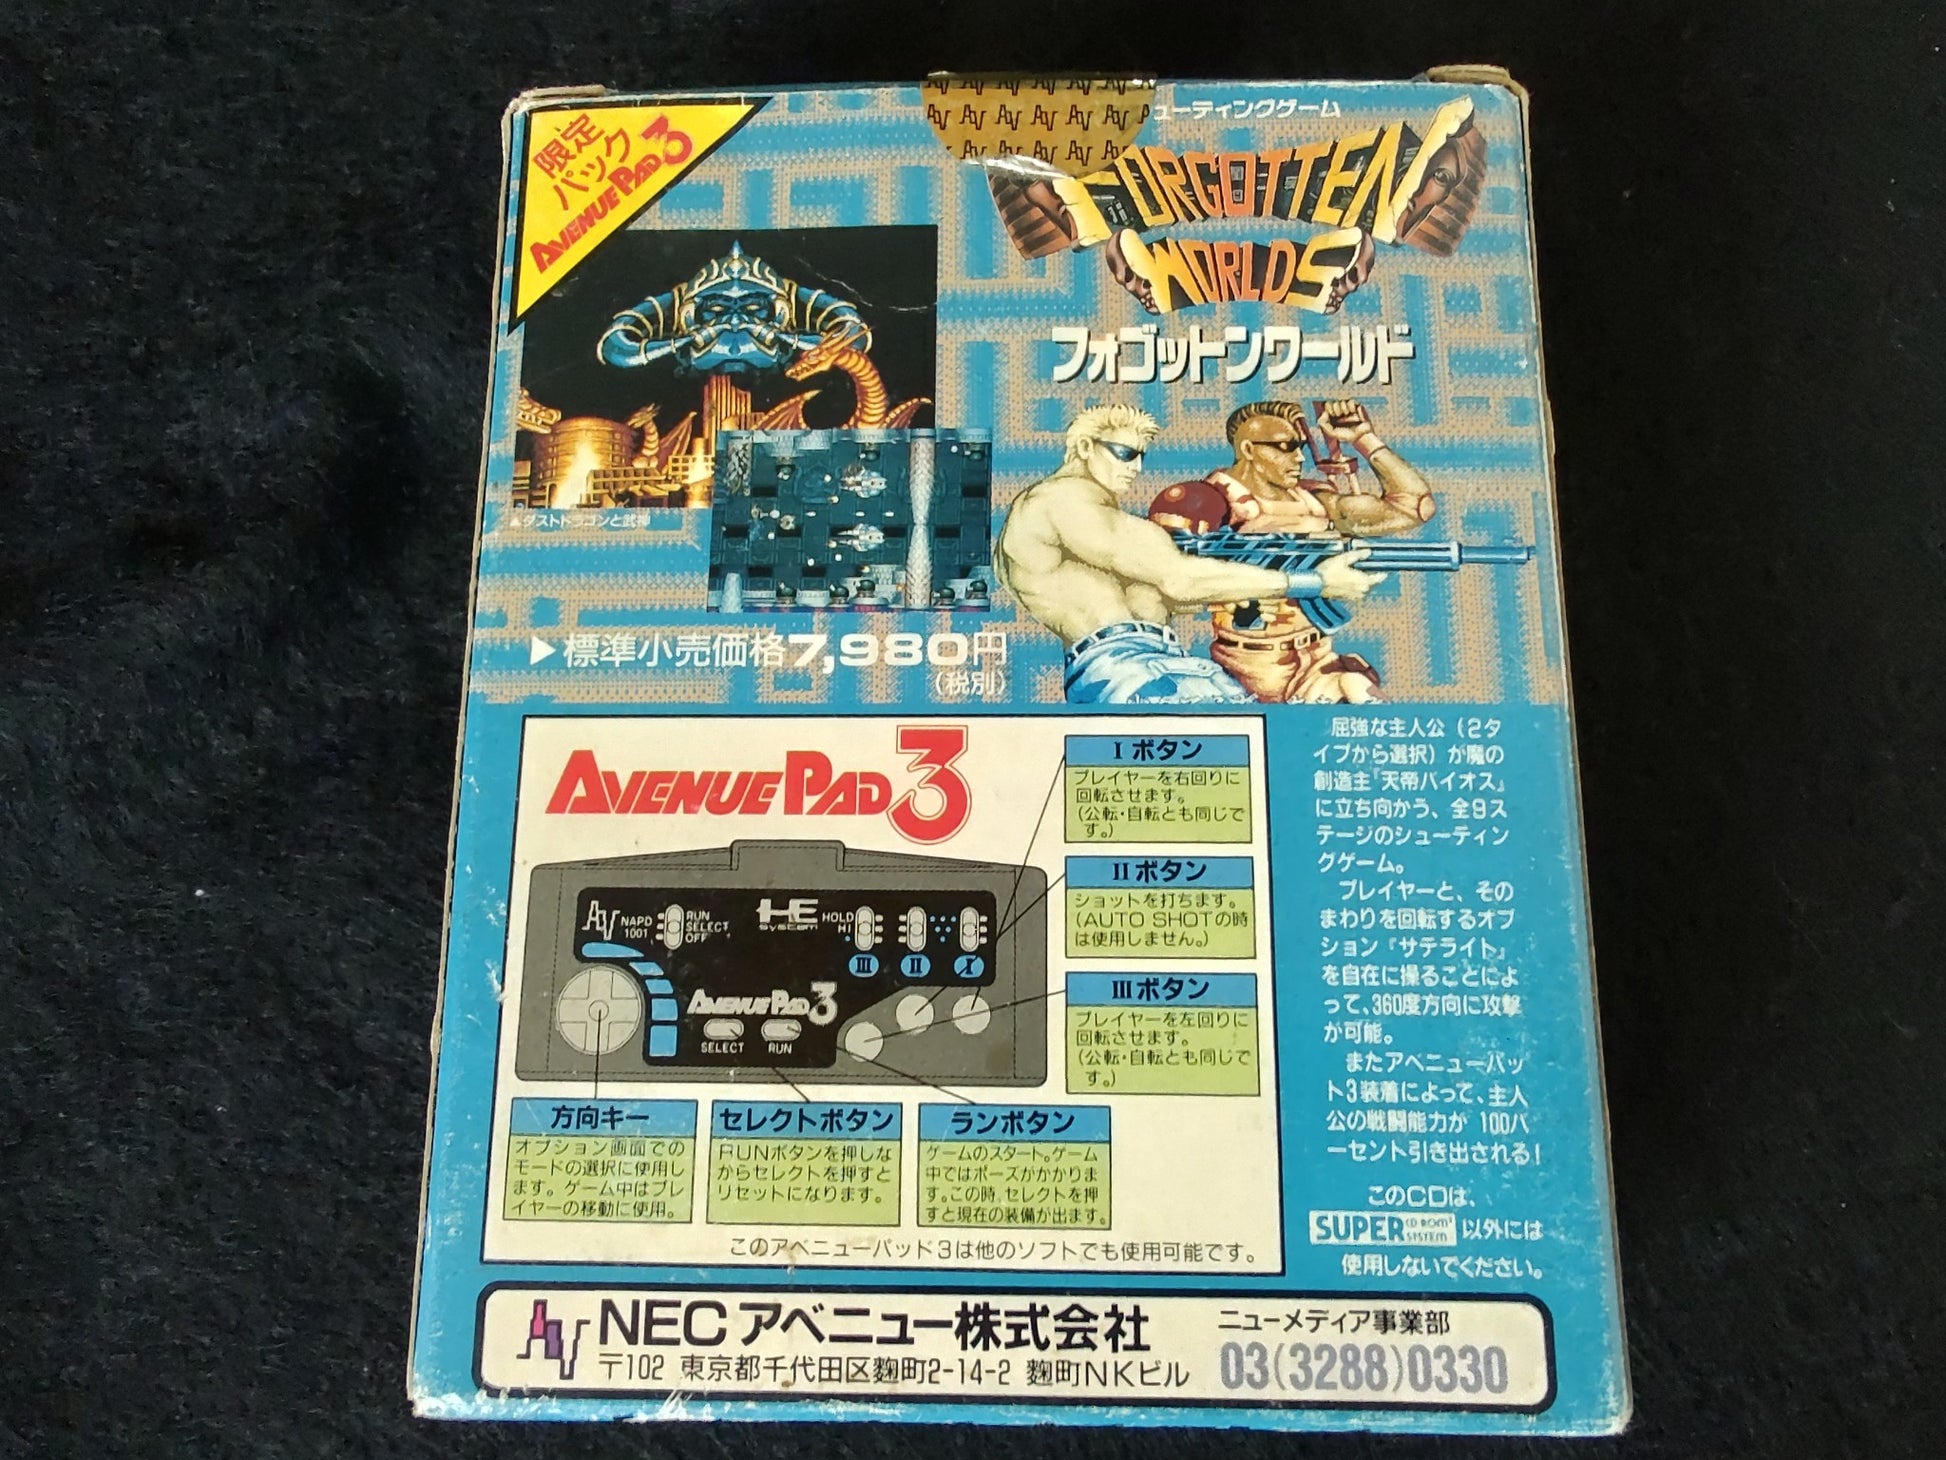 限定
パック
AVENUE PAD 3
ューティングゲーム
FORGOTTEN
WORLDS
フォゴットンワールド
▲ダストドラゴンと武神
▶標準小売価格7,980円
(税別)
AVENUE PAD 3
I ボタン
プレイヤーを右回りに
回転させます。
(公転・自転とも同じで
す。)
II ボタン
ショットを打ちます。
(AUTO SHOTの時
は使用しません。)
III ボタン
プレイヤーを左回りに
回転させます。
(公転・自転とも同じで
す。)
NAPD
1001
RUN
SELECT
OFF
HE
system
HOLD
HI
III II I
AVENUE PAD 3
SELECT RUN
方向キー
オプション画面での
モードの選択に使用し
ます。ゲーム中はプレ
イヤーの移動に使用。
セレクトボタン
RUNボタンを押しな
がらセレクトを押すと
リセットになります。
ランボタン
ゲームのスタート。ゲーム
中ではポーズがかかりま
す。この時、セレクトを押
すと現在の装備が出ます。
このアベニューパッド3は他のソフトでも使用可能です。
屈強な主人公(2タ
イプから選択)が魔の
創造主『天帝バイオス』
に立ち向かう、全9ス
テージのシューティン
グゲーム。
プレイヤーと、その
まわりを回転するオプ
ション『サテライト』
を自在に操ることによ
って、360度方向に攻撃
が可能。
またアベニューパッ
ド3装着によって、主人
公の戦闘能力が100パ
ーセント引き出される!
このCDは、
SUPER CD-ROM² SYSTEM 以外には
使用しないでください。
NECアベニュー株式会社
〒102 東京都千代田区麴町2-14-2 麴町NKビル
ニューメディア事業部
03(3288)0330